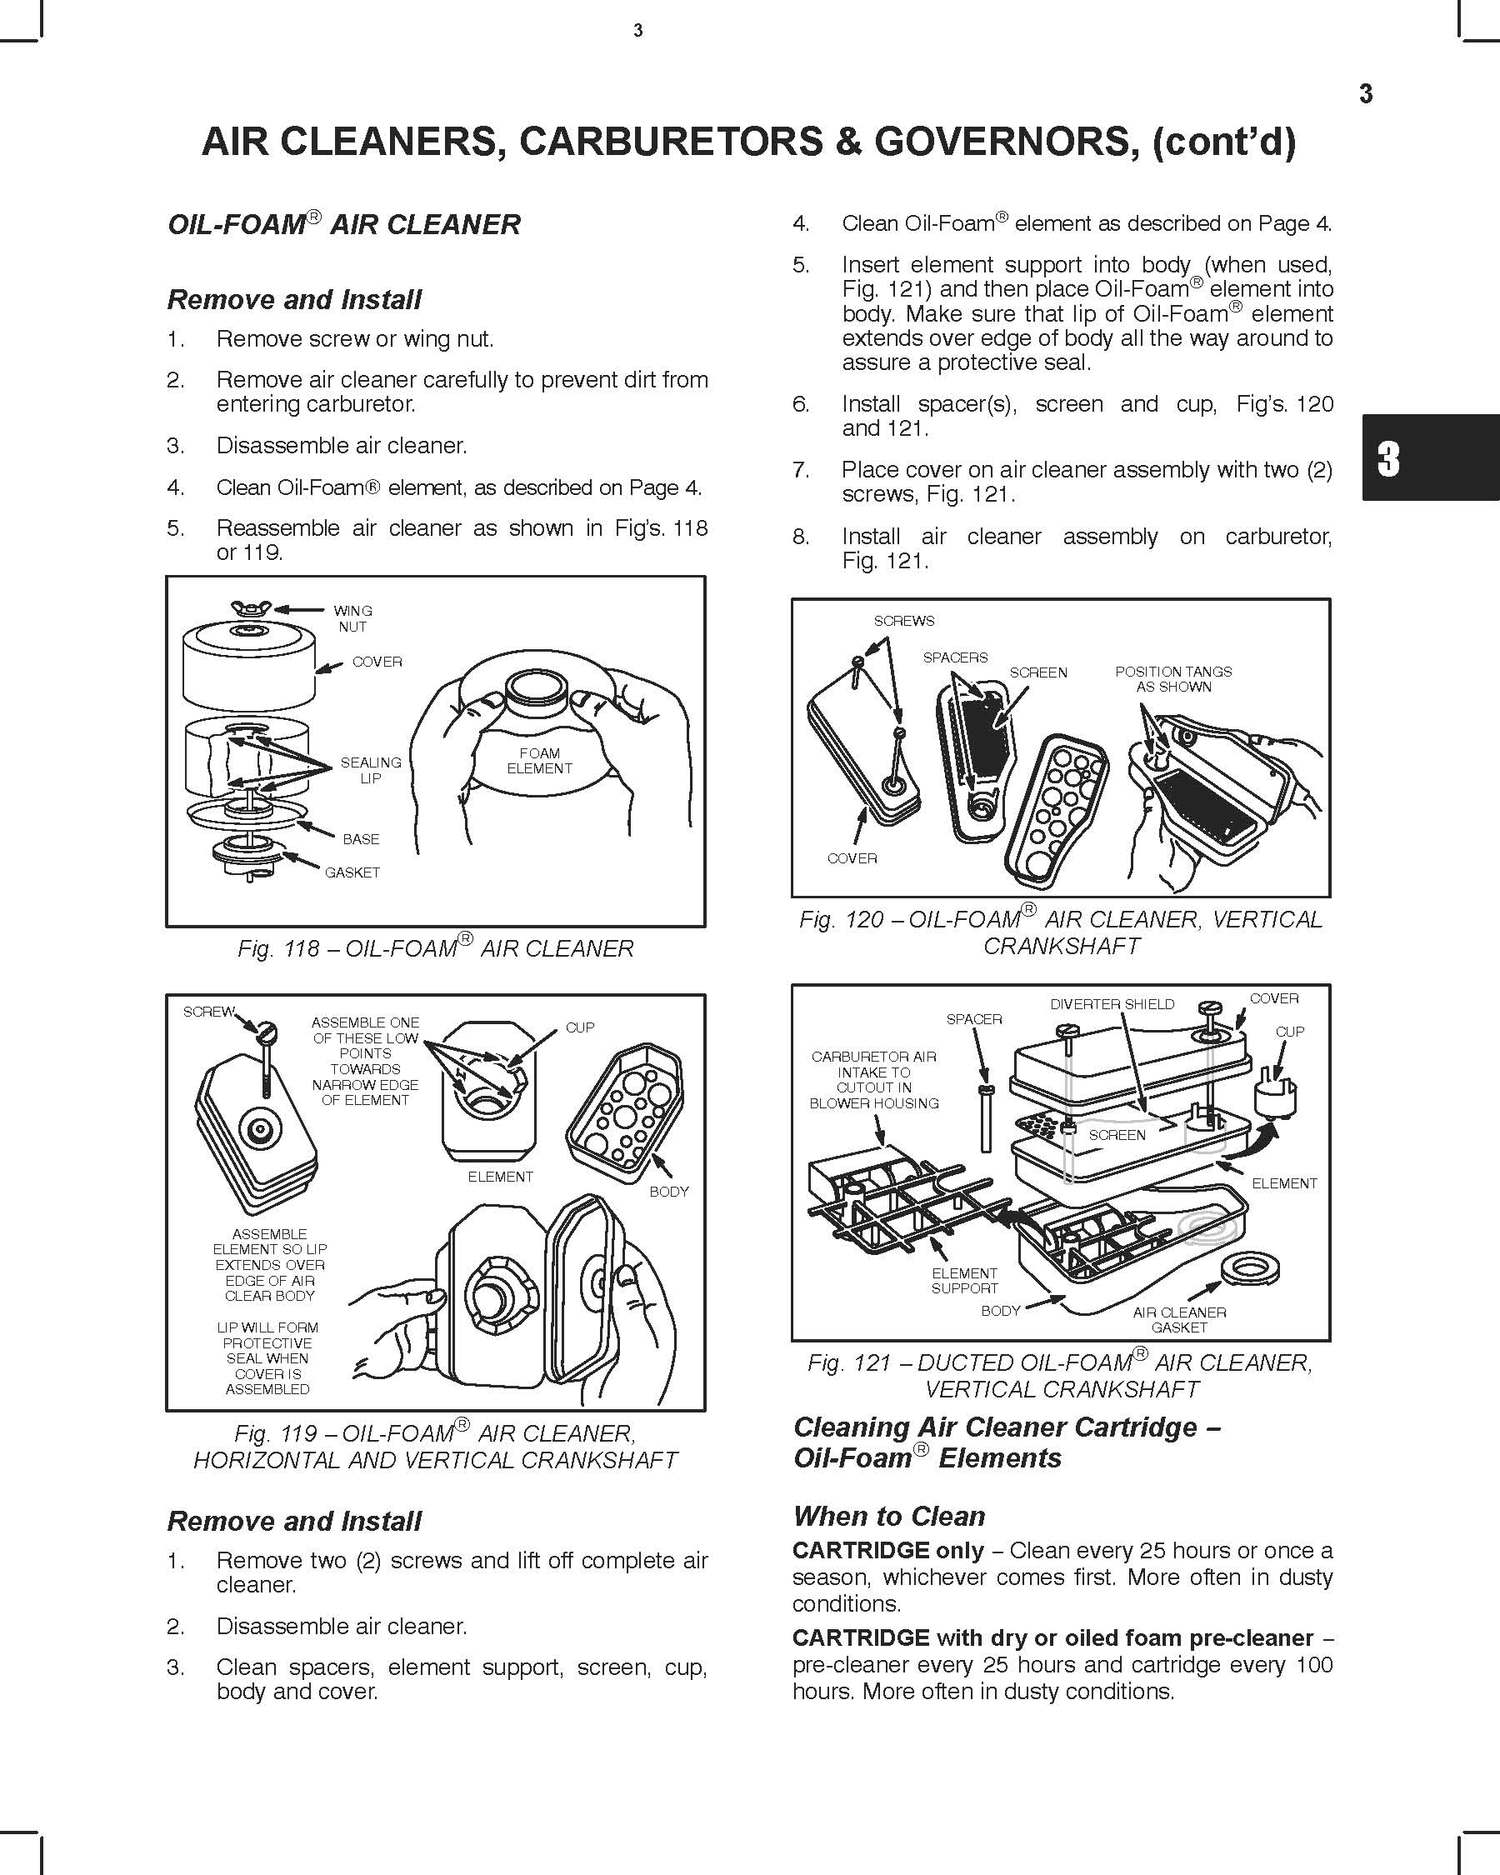 3
3
AIR CLEANERS, CARBURETORS & GOVERNORS, (cont’d)
OIL-FOAM® AIR CLEANER
Remove and Install
1. Remove screw or wing nut.
2. Remove air cleaner carefully to prevent dirt from
entering carburetor.
3. Disassemble air cleaner.
4. Clean Oil-Foam® element, as described on Page 4.
5. Reassemble air cleaner as shown in Fig’s. 118
or 119.
WING
NUT
COVER
SEALING
LIP
BASE
GASKET
FOAM
ELEMENT
Fig. 118 – OIL-FOAM® AIR CLEANER
SCREW
ASSEMBLE ONE
OF THESE LOW
POINTS
TOWARDS
NARROW EDGE
OF ELEMENT
CUP
ELEMENT
BODY
ASSEMBLE
ELEMENT SO LIP
EXTENDS OVER
EDGE OF AIR
CLEAR BODY
LIP WILL FORM
PROTECTIVE
SEAL WHEN
COVER IS
ASSEMBLED
Fig. 119 – OIL-FOAM® AIR CLEANER,
HORIZONTAL AND VERTICAL CRANKSHAFT
Remove and Install
1. Remove two (2) screws and lift off complete air
cleaner.
2. Disassemble air cleaner.
3. Clean spacers, element support, screen, cup,
body and cover.
4. Clean Oil-Foam® element as described on Page 4.
5. Insert element support into body (when used,
Fig. 121) and then place Oil-Foam® element into
body. Make sure that lip of Oil-Foam® element
extends over edge of body all the way around to
assure a protective seal.
6. Install spacer(s), screen and cup, Fig’s. 120
and 121.
7. Place cover on air cleaner assembly with two (2)
screws, Fig. 121.
8. Install air cleaner assembly on carburetor,
Fig. 121.
3
SCREWS
SPACERS
SCREEN
POSITION TANGS
AS SHOWN
COVER
Fig. 120 – OIL-FOAM® AIR CLEANER, VERTICAL
CRANKSHAFT
SPACER
DIVERTER SHIELD
COVER
CUP
CARBURETOR AIR
INTAKE TO
CUTOUT IN
BLOWER HOUSING
SCREEN
ELEMENT
ELEMENT
SUPPORT
BODY
AIR CLEANER
GASKET
Fig. 121 – DUCTED OIL-FOAM® AIR CLEANER,
VERTICAL CRANKSHAFT
Cleaning Air Cleaner Cartridge –
Oil-Foam® Elements
When to Clean
CARTRIDGE only – Clean every 25 hours or once a
season, whichever comes first. More often in dusty
conditions.
CARTRIDGE with dry or oiled foam pre-cleaner –
pre-cleaner every 25 hours and cartridge every 100
hours. More often in dusty conditions.